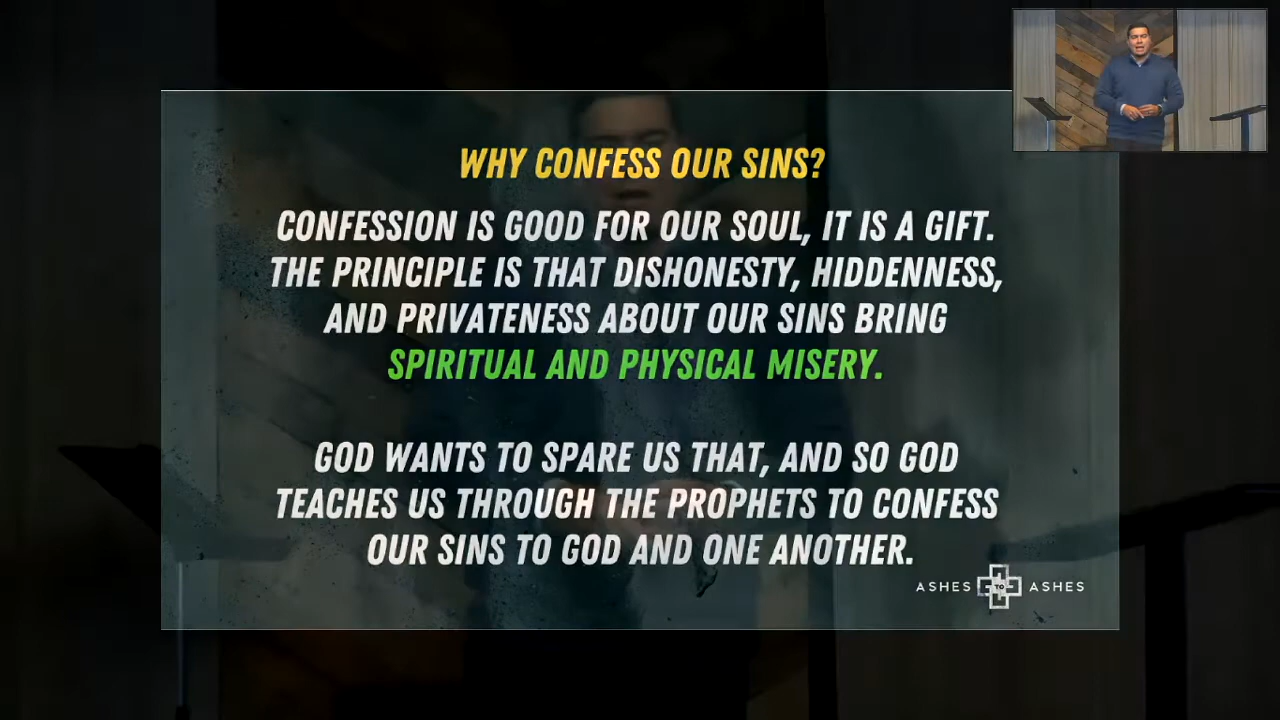 WHY CONFESS OUR SINS?
CONFESSION IS GOOD FOR OUR SOUL, IT IS A GIFT.
THE PRINCIPLE IS THAT DISHONESTY, HIDDENNESS,
AND PRIVATENESS ABOUT OUR SINS BRING
SPIRITUAL AND PHYSICAL MISERY.
GOD WANTS TO SPARE US THAT, AND SO GOD
TEACHES US THROUGH THE PROPHETS TO CONFESS
OUR SINS TO GOD AND ONE ANOTHER.
ASHES TO ASHES